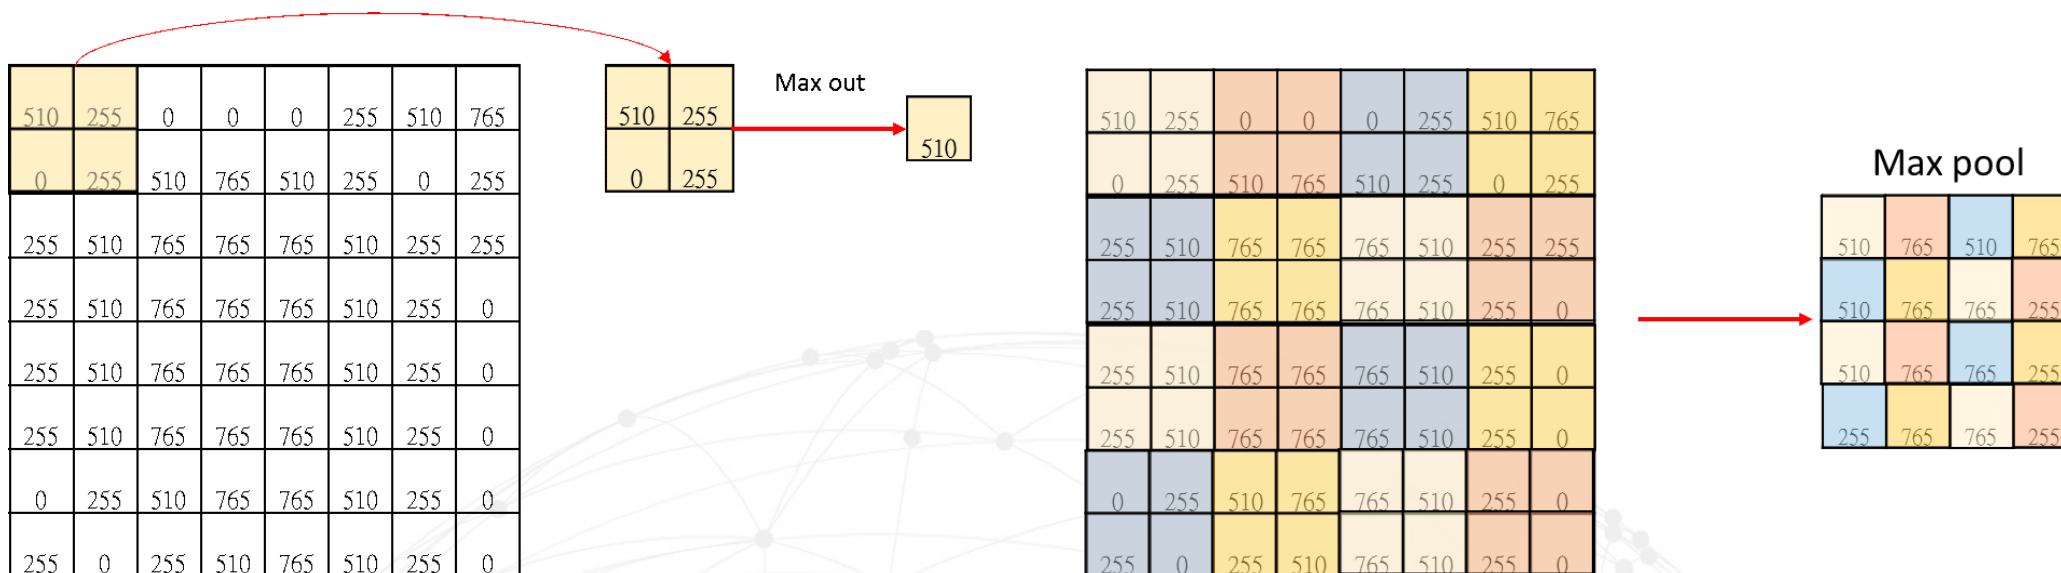 Max out
510 255 0 0 0 255 510 765
0 255 510 765 510 255 0 255
255 510 765 765 765 510 255 255
255 510 765 765 765 510 255 0
255 510 765 765 765 510 255 0
255 510 765 765 765 510 255 0
0 255 510 765 765 510 255 0
255 0 255 510 765 510 255 0
510 255
0 255
510
510 255 0 0 0 255 510 765
0 255 510 765 510 255 0 255
255 510 765 765 765 510 255 255
255 510 765 765 765 510 255 0
255 510 765 765 765 510 255 0
255 510 765 765 765 510 255 0
0 255 510 765 765 510 255 0
255 0 255 510 765 510 255 0
Max pool
510 765 510 765
510 765 765 255
510 765 765 255
255 765 765 255